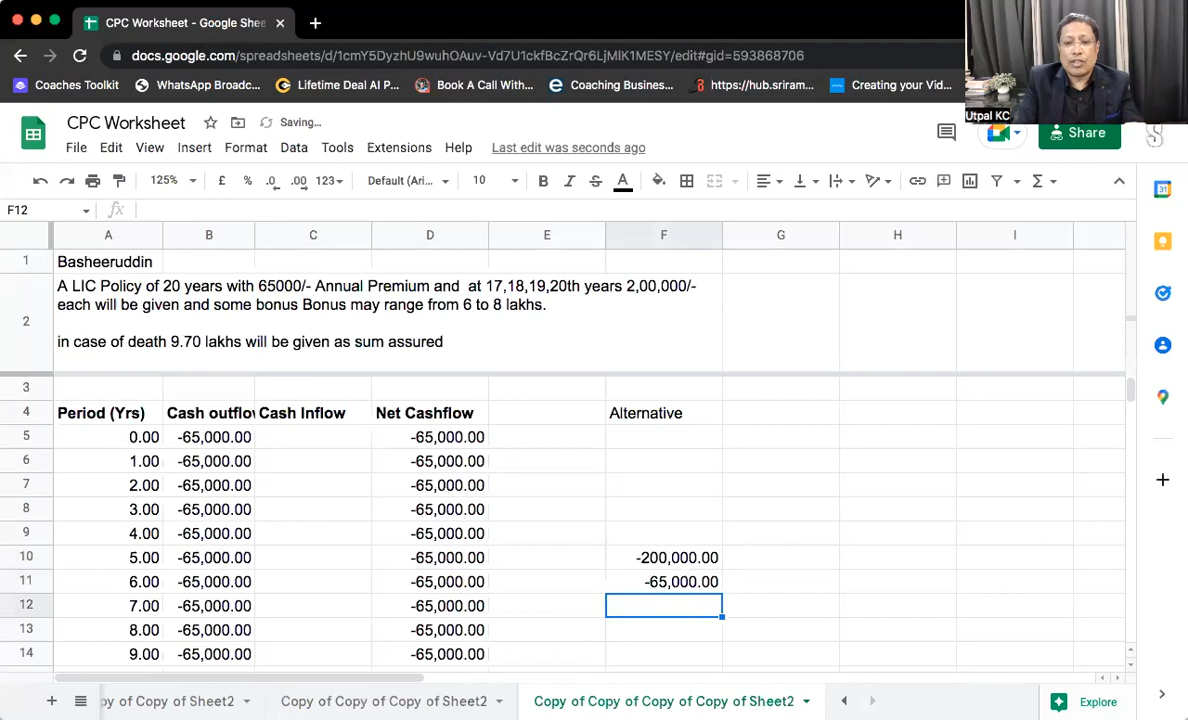 CPC Worksheet - Google Shee
docs.google.com/spreadsheets/d/1cmYSDyzhU9wuhOAuv-Vd7U1ckfBcZrQr6LjMlK1MESY/edit#gid=593868706
Coaches Toolkit WhatsApp Broadc... Lifetime Deal AI P... Book A Call With... Coaching Busines... https://hub.sriram... Creating your Vid...
Utpal KC
CPC Worksheet Saving...
Share
File Edit View Insert Format Data Tools Extensions Help Last edit was seconds ago
125% £ % .0 .00 123 Default (Ari... 10 B I S A
F12 fx
A B C D E F G H I
1 Basheeruddin
A LIC Policy of 20 years with 65000/- Annual Premium and at 17,18,19,20th years 2,00,000/-
each will be given and some bonus Bonus may range from 6 to 8 lakhs.
2
in case of death 9.70 lakhs will be given as sum assured
3
4 Period (Yrs) Cash outflo Cash Inflow Net Cashflow Alternative
5 0.00 -65,000.00 -65,000.00
6 1.00 -65,000.00 -65,000.00
7 2.00 -65,000.00 -65,000.00
8 3.00 -65,000.00 -65,000.00
9 4.00 -65,000.00 -65,000.00
10 5.00 -65,000.00 -65,000.00 -200,000.00
11 6.00 -65,000.00 -65,000.00 -65,000.00
12 7.00 -65,000.00 -65,000.00
13 8.00 -65,000.00 -65,000.00
14 9.00 -65,000.00 -65,000.00
py of Copy of Sheet2 Copy of Copy of Copy of Sheet2 Copy of Copy of Copy of Copy of Sheet2 Explore